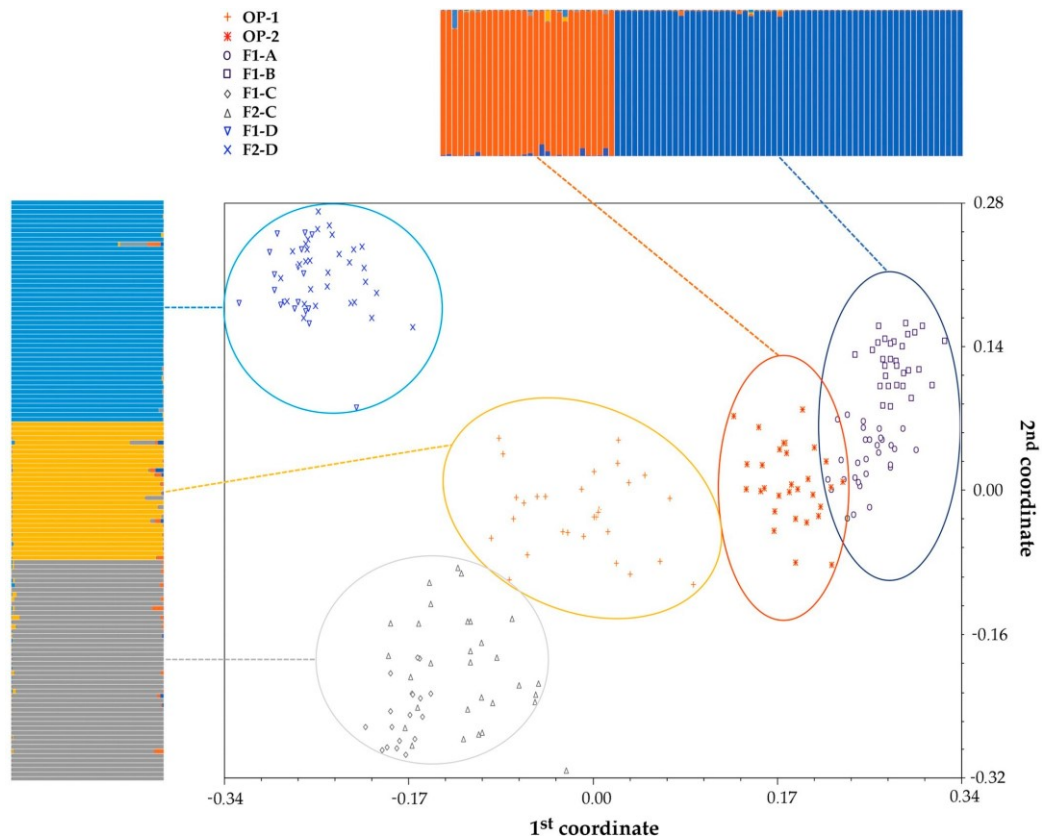 OP-1
OP-2
F1-A
F1-B
F1-C
F2-C
F1-D
F2-D
0.28
0.14
0.00
-0.16
-0.32
2nd coordinate
-0.34
-0.17
0.00
0.17
0.34
1st coordinate